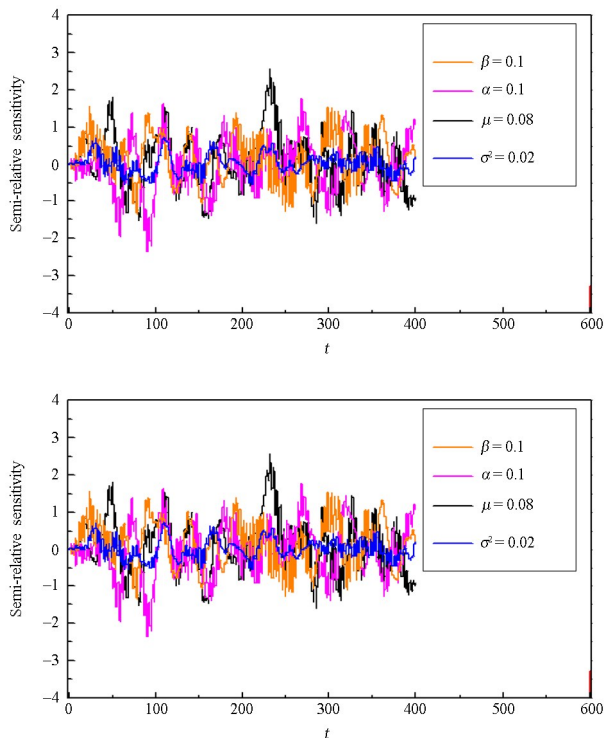 4
3
2
1
0
−1
−2
−3
−4
Semi-relative sensitivity
β = 0.1
α = 0.1
μ = 0.08
σ² = 0.02
0 100 200 300 400 500 600
t
4
3
2
1
0
−1
−2
−3
−4
Semi-relative sensitivity
β = 0.1
α = 0.1
μ = 0.08
σ² = 0.02
0 100 200 300 400 500 600
t